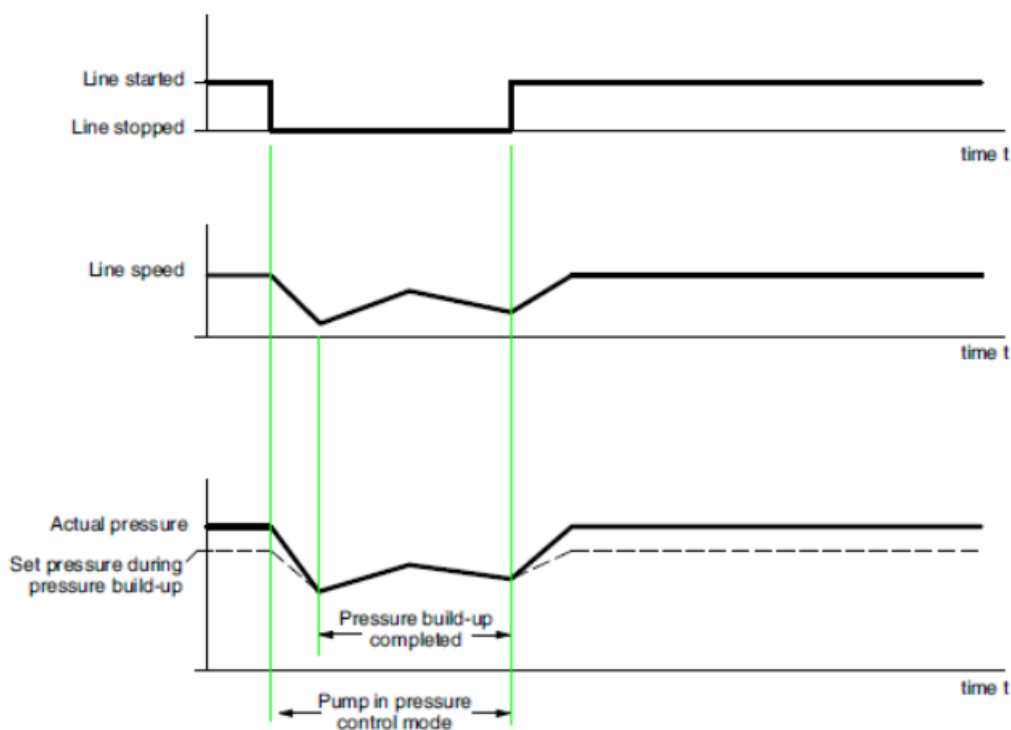 Line started
Line stopped
time t
Line speed
time t
Actual pressure
Set pressure during
pressure build-up
Pressure build-up
completed
time t
Pump in pressure
control mode